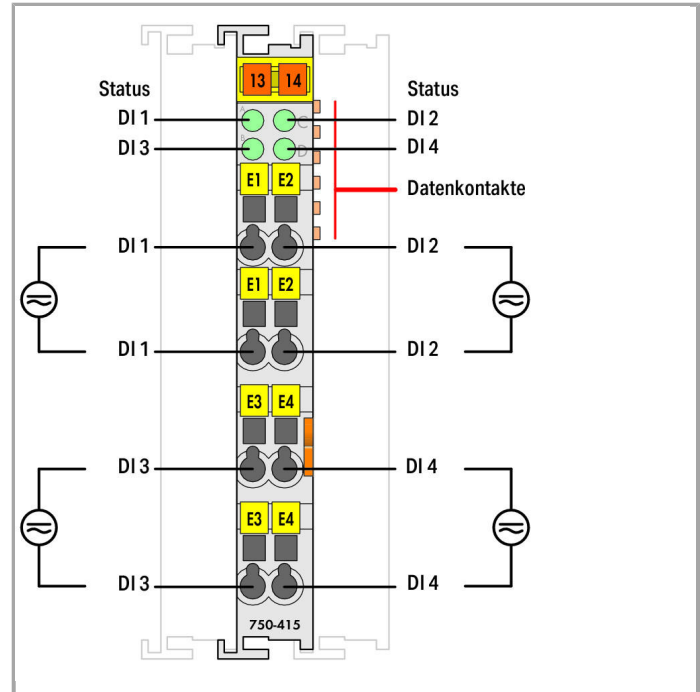 13 14
Status Status
A C
DI 1 DI 2
B D
DI 3 DI 4
E1 E2
Datenkontakte
DI 1 DI 2
E1 E2
DI 1 DI 2
E3 E4
DI 3 DI 4
E3 E4
DI 3 DI 4
750-415